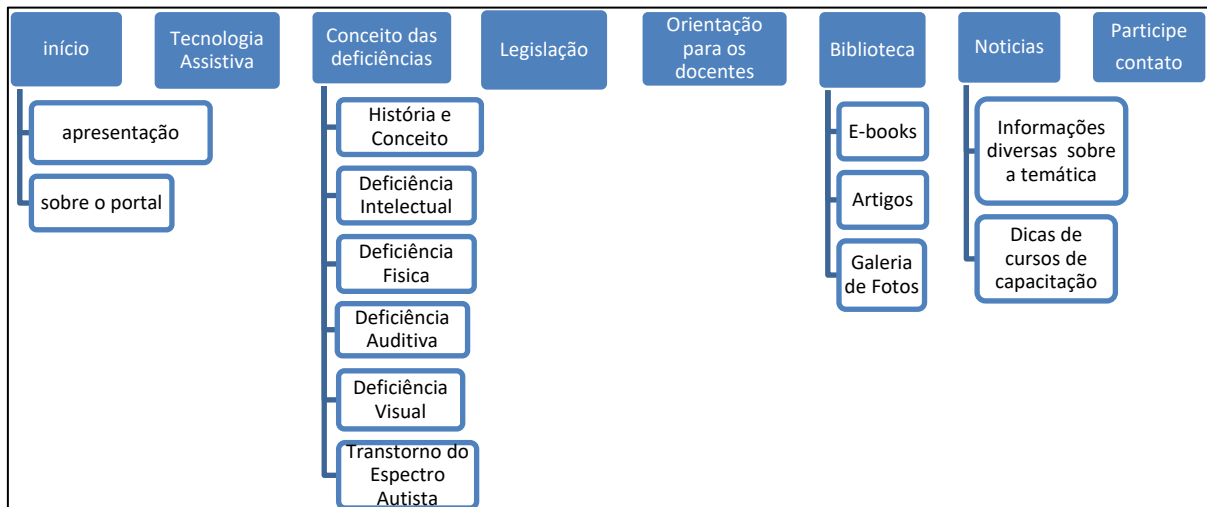 início
Tecnologia
Assistiva
Conceito das
deficiências
Legislação
Orientação
para os
docentes
Biblioteca
Noticias
Participe
contato
apresentação
sobre o portal
História e
Conceito
Deficiência
Intelectual
Deficiência
Fisica
Deficiência
Auditiva
Deficiência
Visual
Transtorno do
Espectro
Autista
E-books
Artigos
Galeria
de Fotos
Informações
diversas sobre
a temática
Dicas de
cursos de
capacitação